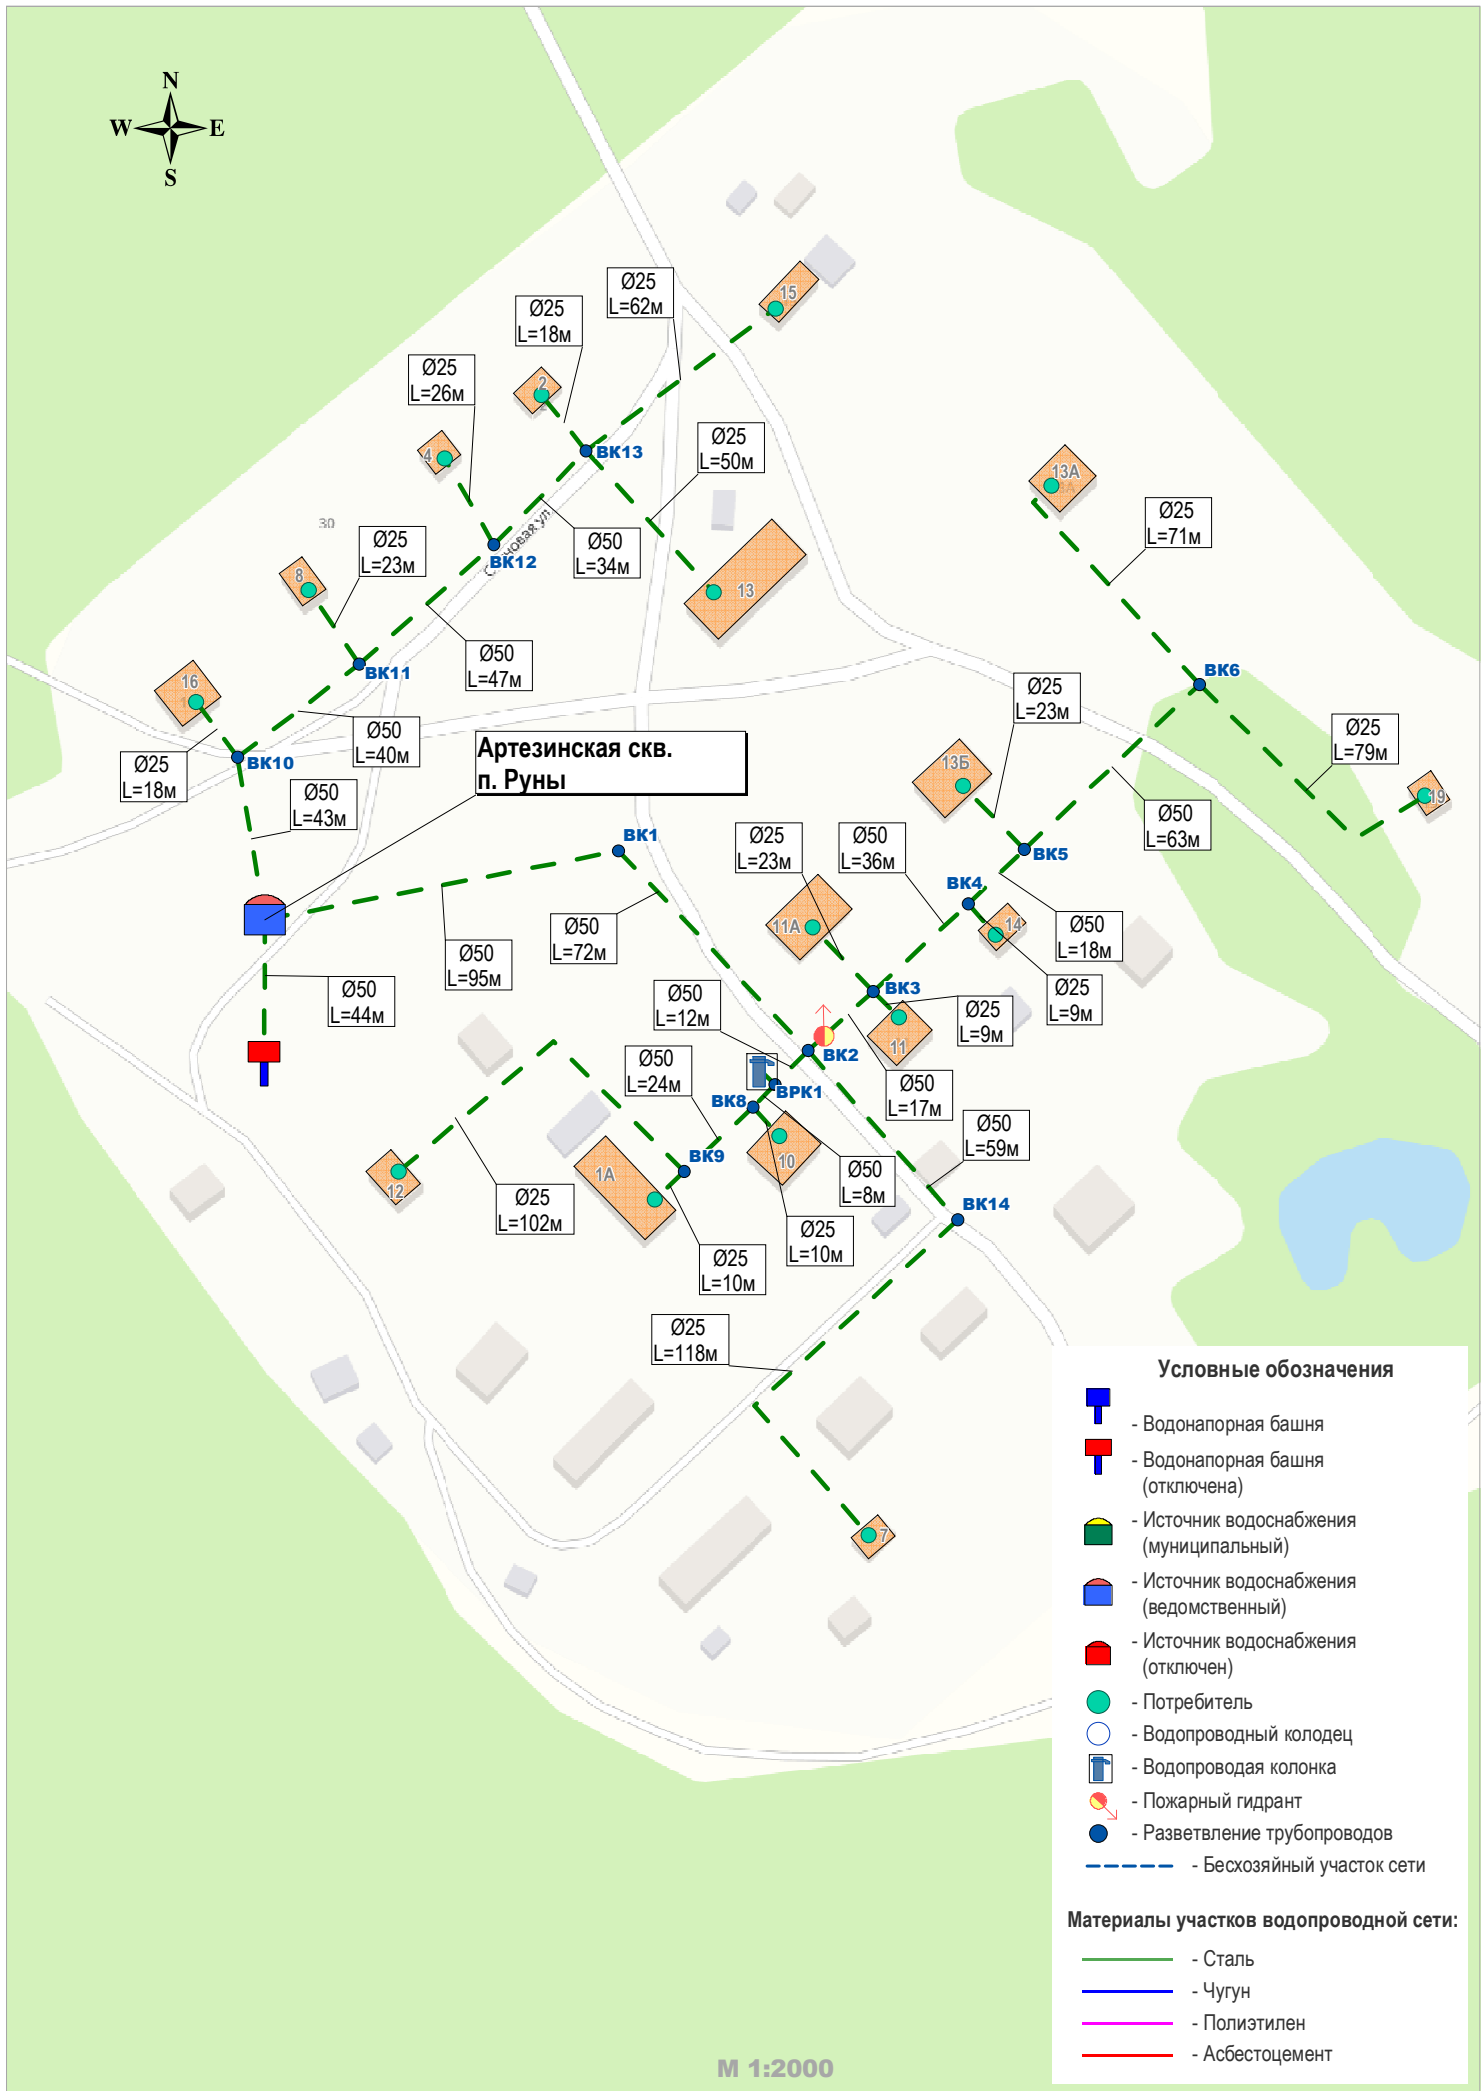 N
W E
S
15
Ø25
L=62м
Ø25
L=18м
Ø25
L=26м
2
4
ВК13
Ø25
L=50м
13А
Ø25
L=71м
30
Ø25
L=23м
8
ВК12
Ø50
L=34м
13
Ø50
L=47м
ВК11
16
ВК6
Ø25
L=23м
Ø50
L=40м
Артезинская скв.
п. Руны
Ø25
L=18м
ВК10
Ø50
L=43м
Ø25
L=79м
13Б
19
Ø50
L=63м
ВК1
Ø25
L=23м
Ø50
L=36м
ВК5
ВК4
14
11А
Ø50
L=72м
Ø50
L=95м
Ø50
L=18м
Ø50
L=44м
Ø50
L=12м
ВК3
Ø25
L=9м
Ø25
L=9м
11
ВК2
Ø50
L=24м
ВРК1
Ø50
L=17м
ВК8
Ø50
L=59м
10
ВК9
1А
12
Ø50
L=8м
Ø25
L=102м
ВК14
Ø25
L=10м
Ø25
L=10м
Ø25
L=118м
7
Условные обозначения
- Водонапорная башня
- Водонапорная башня
(отключена)
- Источник водоснабжения
(муниципальный)
- Источник водоснабжения
(ведомственный)
- Источник водоснабжения
(отключен)
- Потребитель
- Водопроводный колодец
- Водопроводая колонка
- Пожарный гидрант
- Разветвление трубопроводов
- Бесхозяйный участок сети
Материалы участков водопроводной сети:
- Сталь
- Чугун
- Полиэтилен
- Асбестоцемент
М 1:2000